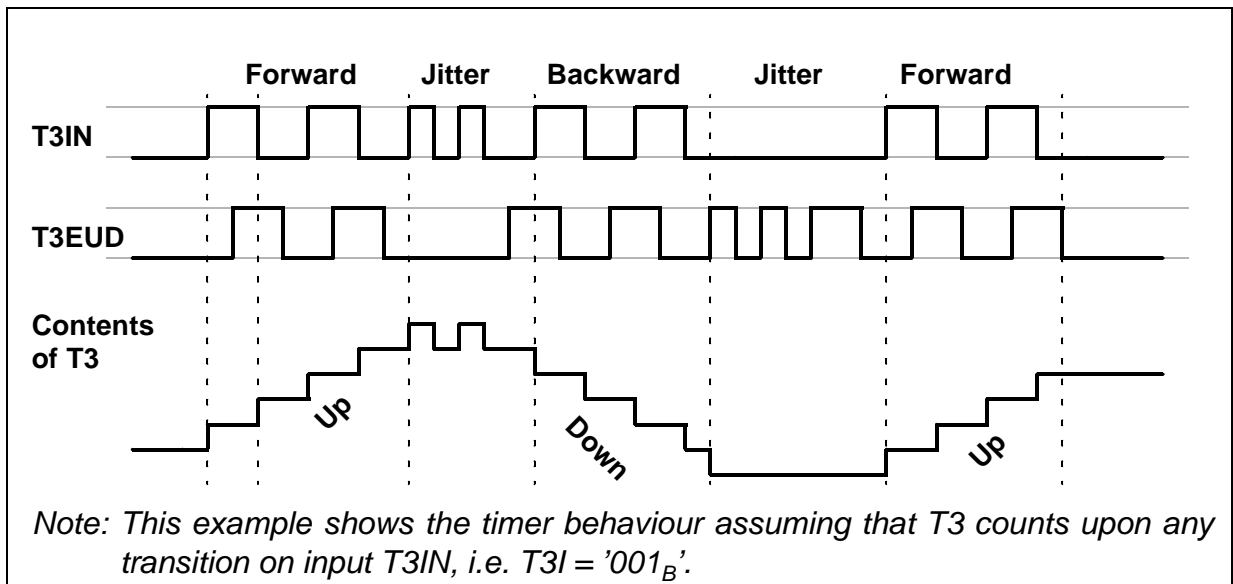 Forward Jitter Backward Jitter Forward
T3IN
T3EUD
Contents
of T3
Up
Down
Up
Note: This example shows the timer behaviour assuming that T3 counts upon any
transition on input T3IN, i.e. T3I = '001B'.